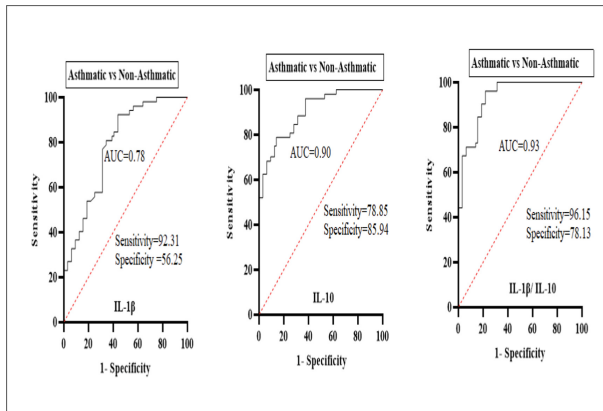 Asthmatic vs Non-Asthmatic
100
80
60
40
20
0
Sensitivity
AUC=0.78
Sensitivity=92.31
Specificity =56.25
IL-1β
0 20 40 60 80 100
1- Specificity
Asthmatic vs Non-Asthmatic
100
80
60
40
20
0
Sensitivity
AUC=0.90
Sensitivity=78.85
Specificity=85.94
IL-10
0 20 40 60 80 100
1- Specificity
Asthmatic vs Non-Asthmatic
100
80
60
40
20
0
Sensitivity
AUC=0.93
Sensitivity=96.15
Specificity=78.13
IL-1β/ IL-10
0 20 40 60 80 100
1- Specificity